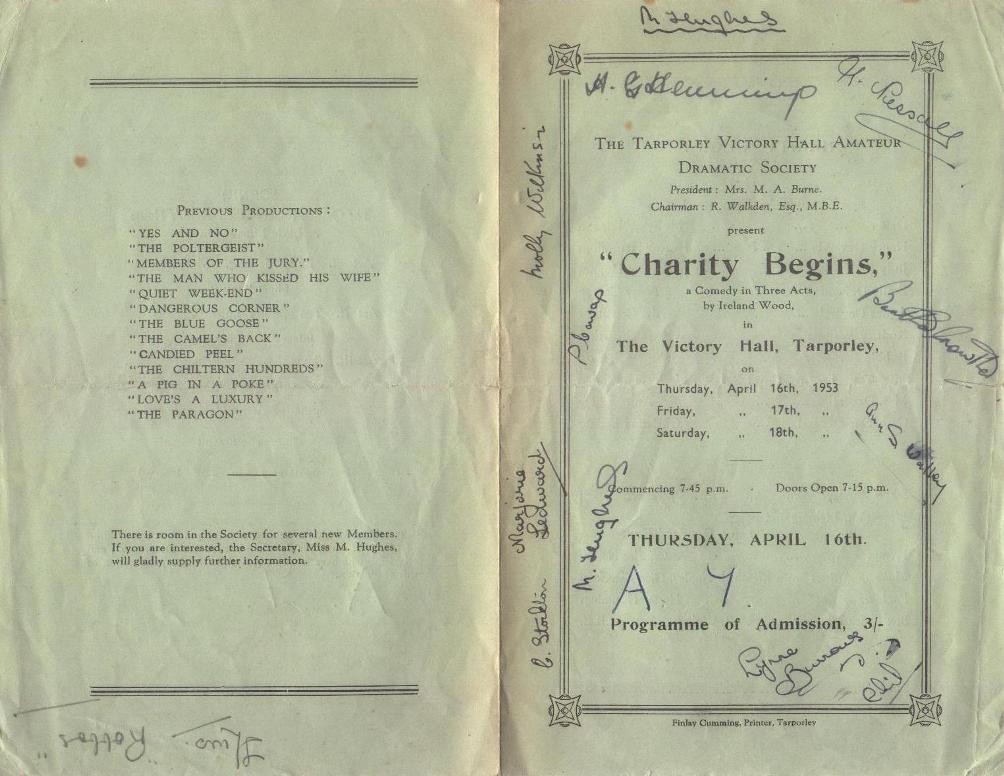 Previous Productions :
"YES AND NO"
"THE POLTERGEIST"
"MEMBERS OF THE JURY."
"THE MAN WHO KISSED HIS WIFE"
"QUIET WEEK-END"
"DANGEROUS CORNER"
"THE BLUE GOOSE"
"THE CAMEL'S BACK"
"CANDIED PEEL"
"THE CHILTERN HUNDREDS"
"A PIG IN A POKE"
"LOVE'S A LUXURY"
"THE PARAGON"
There is room in the Society for several new Members.
If you are interested, the Secretary, Miss M. Hughes,
will gladly supply further information.
M Hughes
Molly Wilkinson
Marjorie
Ledward
C. Stockton
The Tarporley Victory Hall Amateur
Dramatic Society
President : Mrs. M. A. Burne.
Chairman : R. Walkden, Esq., M.B.E.
present
"Charity Begins,"
a Comedy in Three Acts,
by Ireland Wood,
in
The Victory Hall, Tarporley,
on
Thursday, April 16th, 1953
Friday, „ 17th, „
Saturday, „ 18th, „
Commencing 7-45 p.m. - Doors Open 7-15 p.m.
M. Hughes
THURSDAY, APRIL 16th.
A Y
Programme of Admission, 3/-
Burrows
Finlay Cumming, Printer, Tarporley